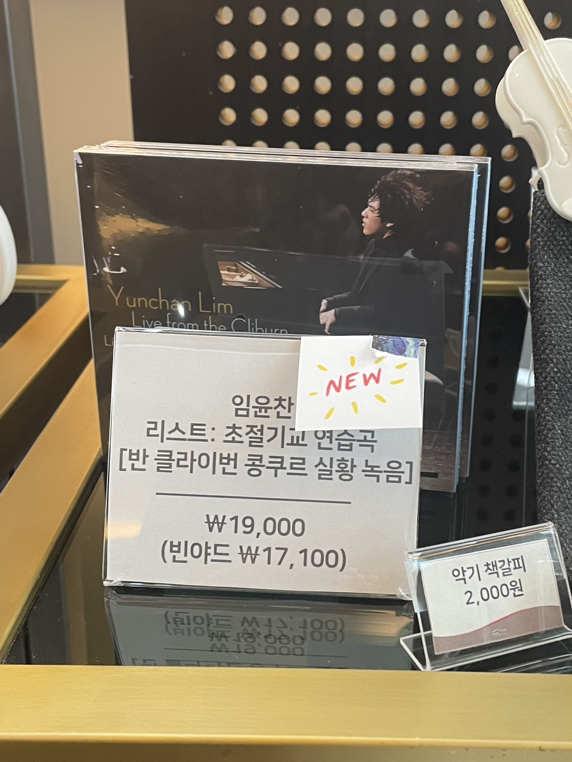 Yunchan Lim
Live from the Cliburn
임윤찬
리스트: 초절기교 연습곡
[반 클라이번 콩쿠르 실황 녹음]
₩19,000
(빈야드 ₩17,100)
NEW
악기 책갈피
2,000원